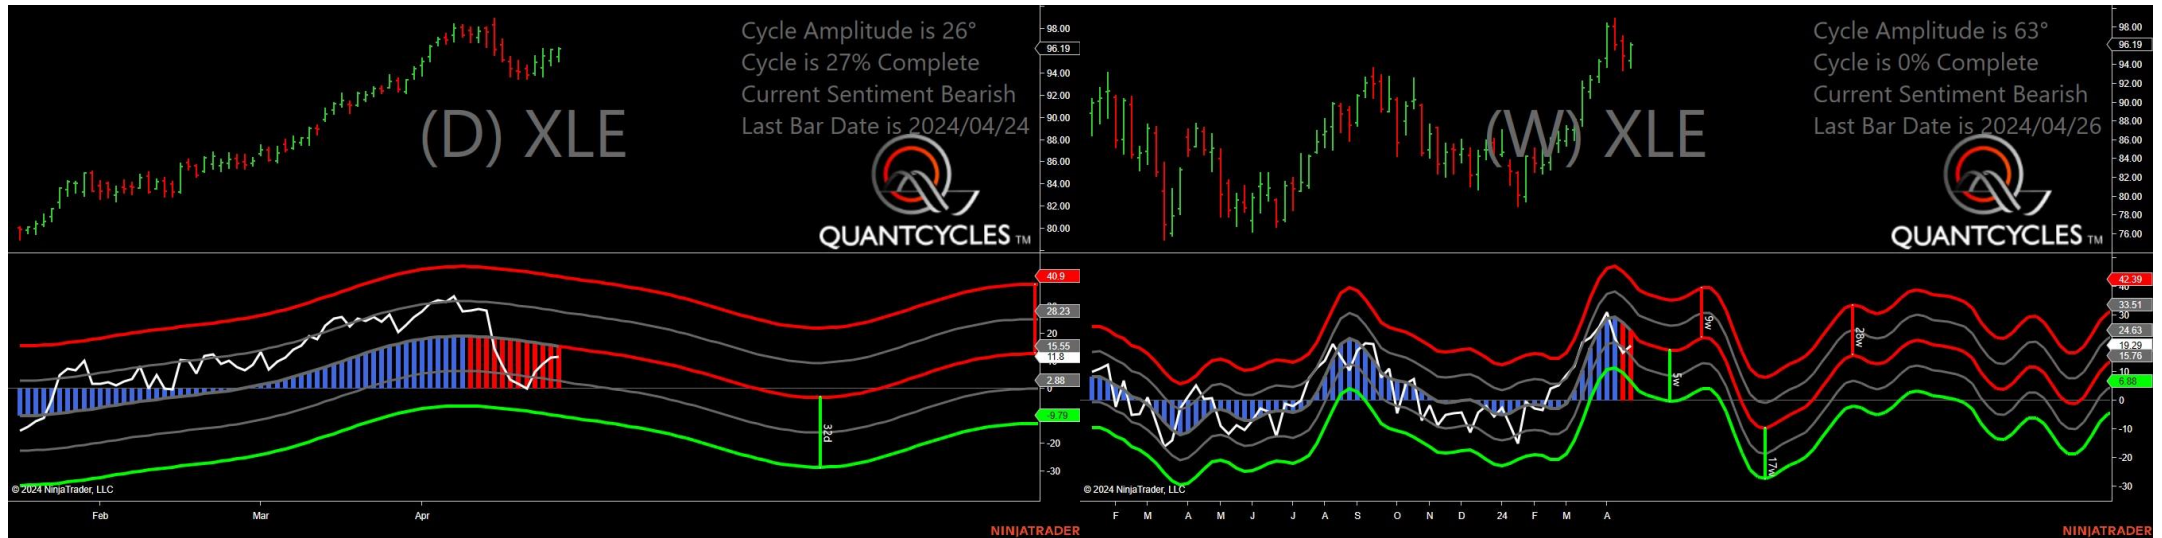 Cycle Amplitude is 26°
Cycle is 27% Complete
Current Sentiment Bearish
Last Bar Date is 2024/04/24
(D) XLE
QUANTCYCLES TM
98.00
96.19
94.00
92.00
90.00
88.00
86.00
84.00
82.00
80.00
40.9
28.23
20
15.55
11.8
2.88
0
-9.79
-20
-30
32d
© 2024 NinjaTrader, LLC
Feb Mar Apr
NINJATRADER
Cycle Amplitude is 63°
Cycle is 0% Complete
Current Sentiment Bearish
Last Bar Date is 2024/04/26
(W) XLE
QUANTCYCLES TM
98.00
96.19
94.00
92.00
90.00
88.00
86.00
84.00
82.00
80.00
78.00
76.00
42.39
40
33.51
30
24.63
19.29
15.76
6.88
0
-10
-20
-30
9w
5w
17w
© 2024 NinjaTrader, LLC
F M A M J J A S O N D 24 F M A
NINJATRADER